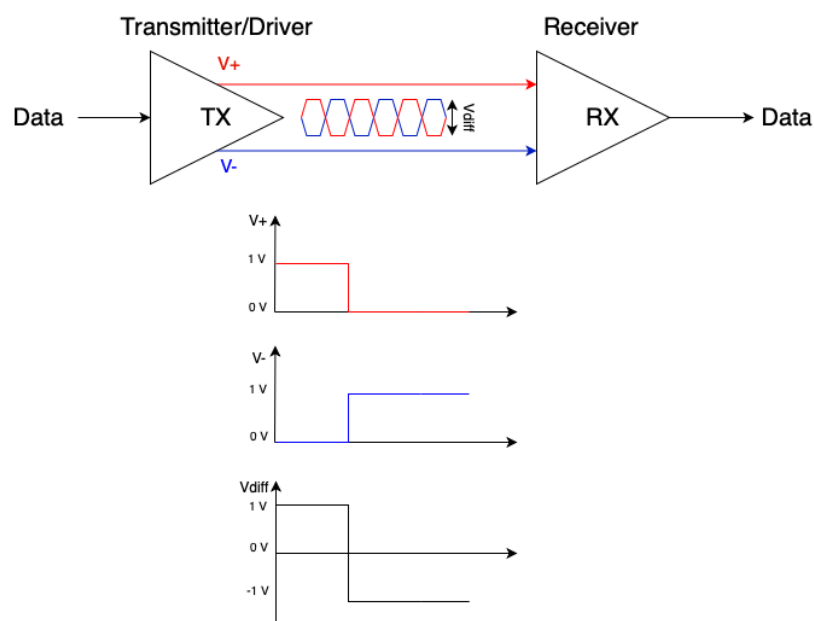 Transmitter/Driver
Receiver
V+
Data
TX
Vdiff
RX
Data
V-
V+
1 V
0 V
V-
1 V
0 V
Vdiff
1 V
0 V
-1 V